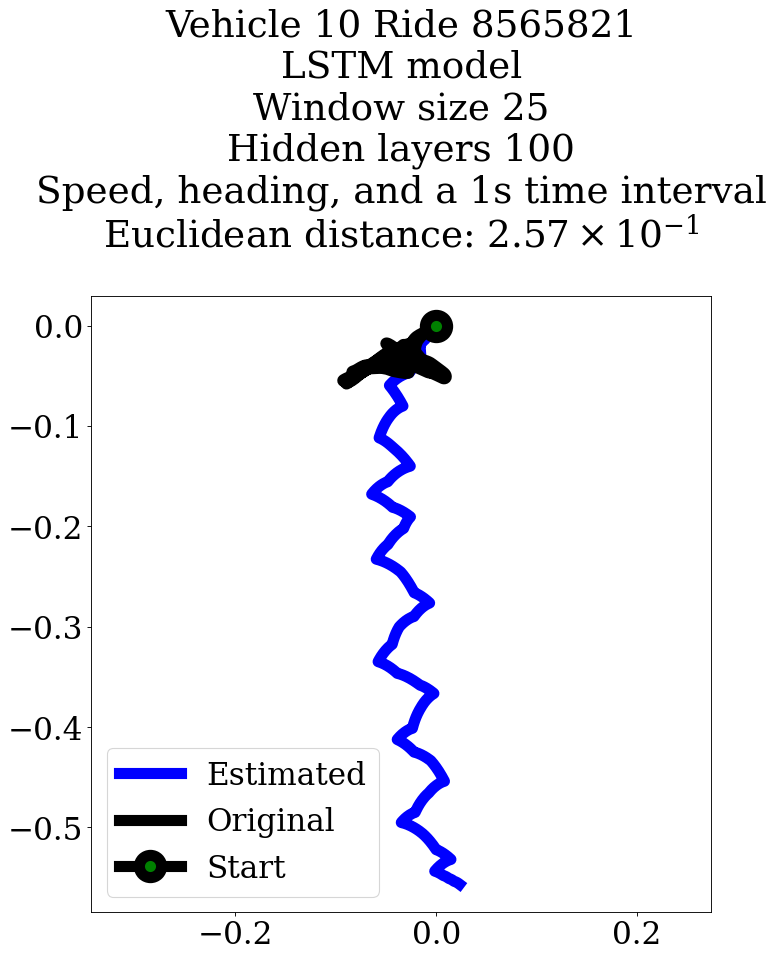 Vehicle 10 Ride 8565821
LSTM model
Window size 25
Hidden layers 100
Speed, heading, and a 1s time interval
Euclidean distance: 2.57 × 10⁻¹
0.0
−0.1
−0.2
−0.3
−0.4
−0.5
Estimated
Original
Start
−0.2
0.0
0.2